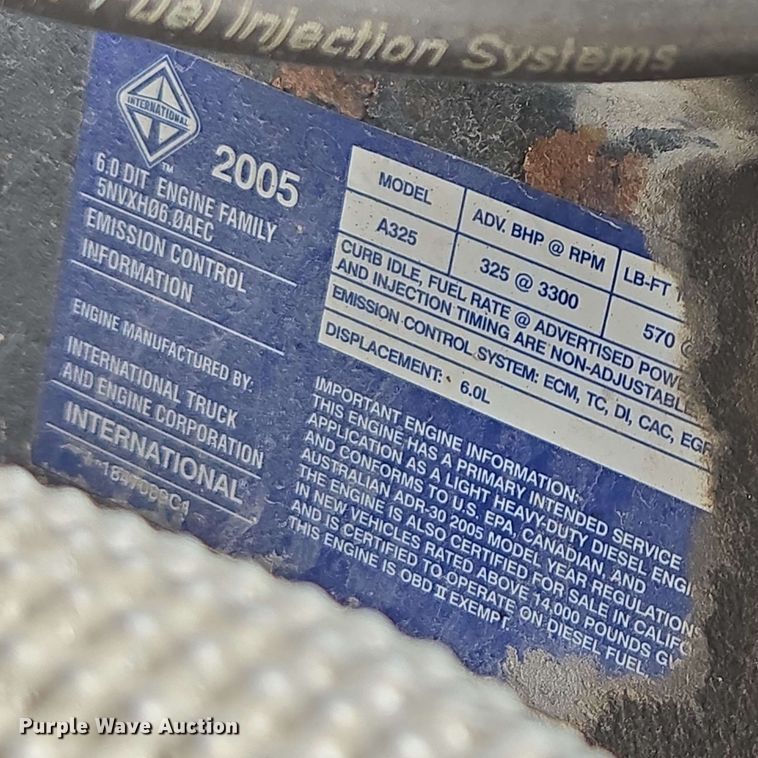 Fuel Injection Systems
INTERNATIONAL
™
2005
6.0 DIT ENGINE FAMILY
5NVXHØ6.ØAEC
EMISSION CONTROL
INFORMATION
ENGINE MANUFACTURED BY:
INTERNATIONAL TRUCK
AND ENGINE CORPORATION
INTERNATIONAL®
MODEL ADV. BHP @ RPM LB-FT
A325 325 @ 3300 570 @
CURB IDLE, FUEL RATE @ ADVERTISED POWE
AND INJECTION TIMING ARE NON-ADJUSTABLE
EMISSION CONTROL SYSTEM: ECM, TC, DI, CAC, EGR
DISPLACEMENT: 6.0L
IMPORTANT ENGINE INFORMATION:
THIS ENGINE HAS A PRIMARY INTENDED SERVICE
APPLICATION AS A LIGHT HEAVY-DUTY DIESEL ENGI
AND CONFORMS TO U.S. EPA, CANADIAN, AND
AUSTRALIAN ADR-30 2005 MODEL YEAR REGULATIONS
THE ENGINE IS ALSO CERTIFIED FOR SALE IN CALIFO
IN NEW VEHICLES RATED ABOVE 14,000 POUNDS GV
AND IS CERTIFIED TO OPERATE ON DIESEL FUEL.
THIS ENGINE IS OBD II EXEMPT
Purple Wave Auction